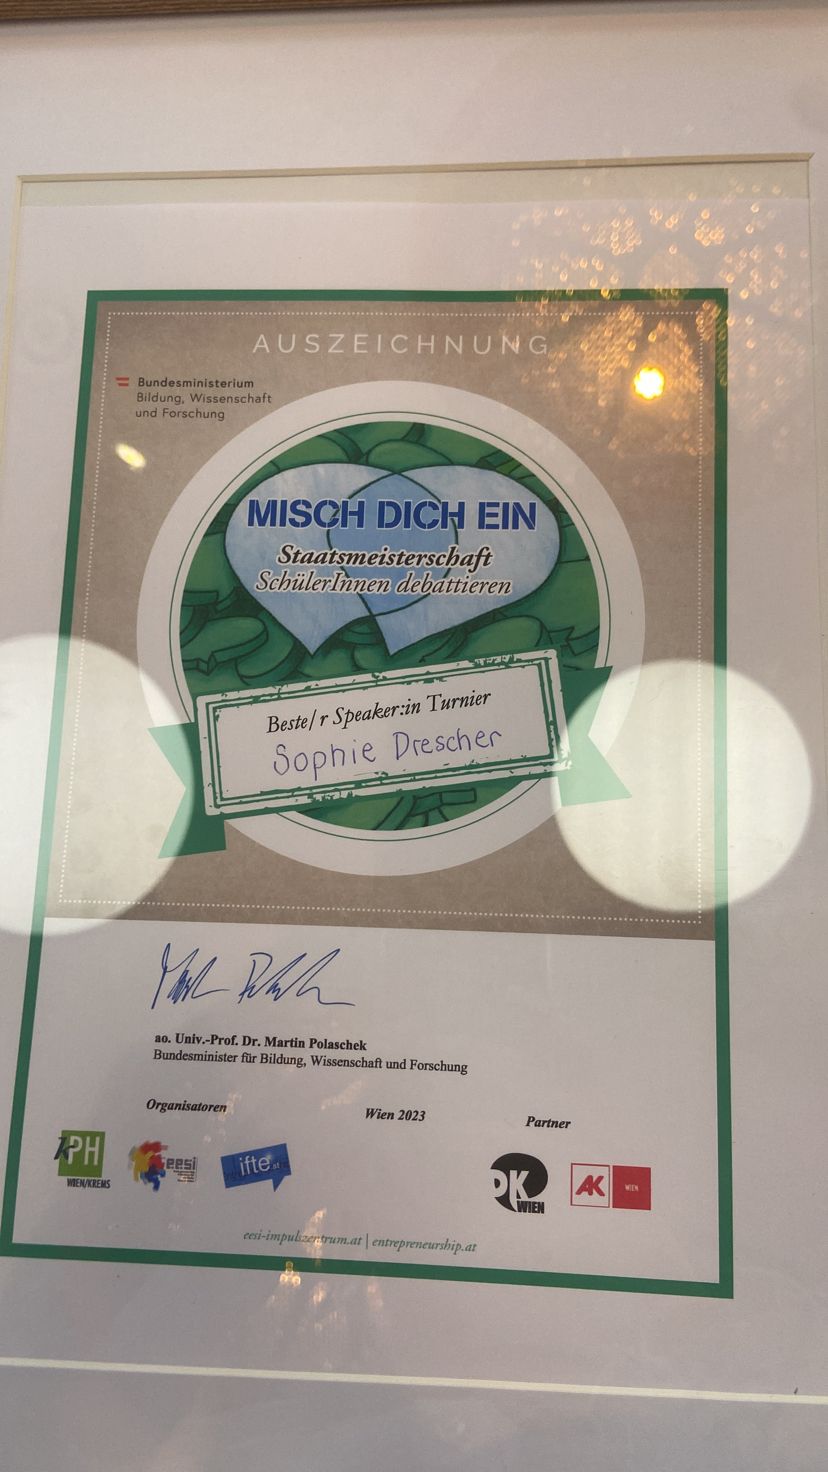 AUSZEICHNUNG
Bundesministerium
Bildung, Wissenschaft
und Forschung
MISCH DICH EIN
Staatsmeisterschaft
SchülerInnen debattieren
Beste/r Speaker:in Turnier
Sophie Drescher
ao. Univ.-Prof. Dr. Martin Polaschek
Bundesminister für Bildung, Wissenschaft und Forschung
Organisatoren
Wien 2023
Partner
KPH
WIEN/KREMS
eesi
ifte.at
DK
WIEN
AK
WIEN
eesi-impulszentrum.at | entrepreneurship.at